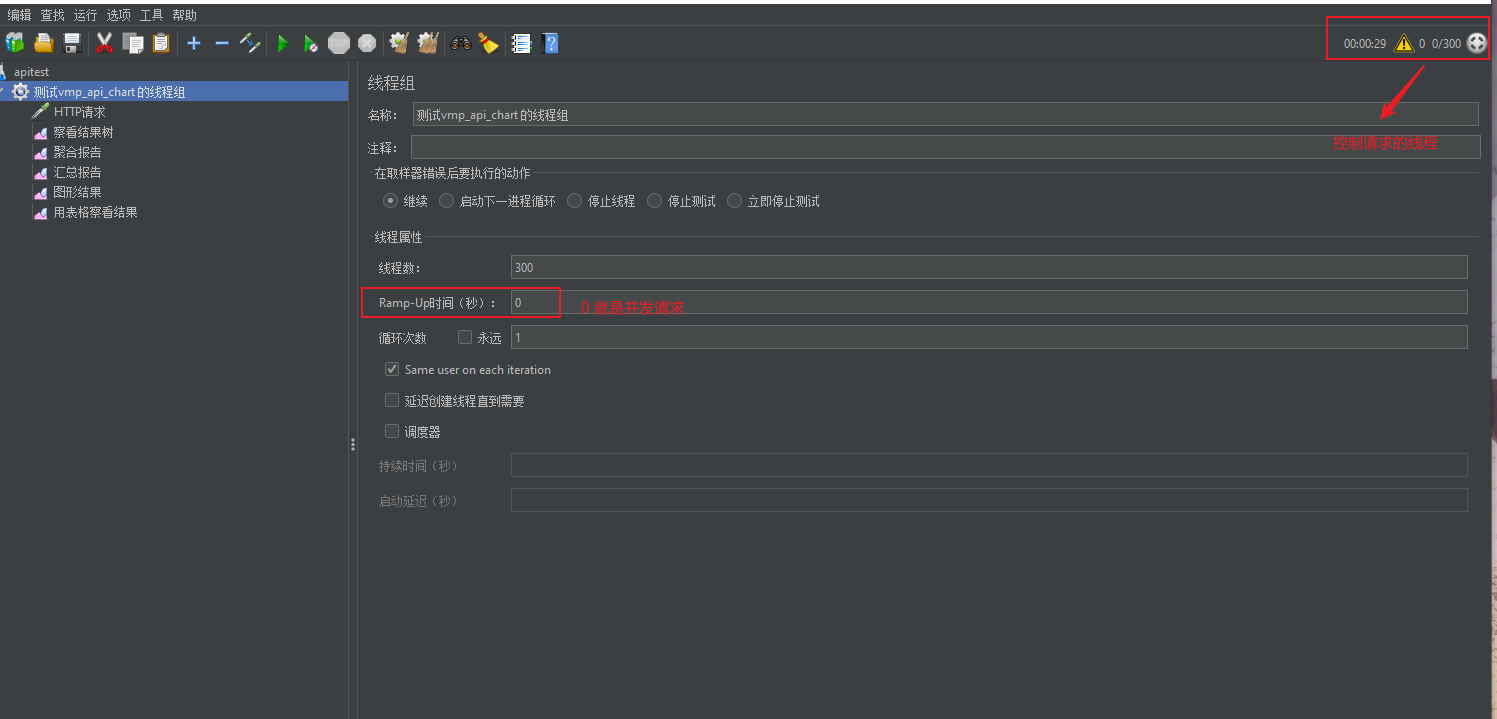 编辑 查找 运行 选项 工具 帮助
00:00:29 0 0/300
apitest
测试vmp_api_chart 的线程组
HTTP请求
察看结果树
聚合报告
汇总报告
图形结果
用表格察看结果
线程组
名称： 测试vmp_api_chart 的线程组
注释：
控制请求的线程
在取样器错误后要执行的动作
继续 启动下一进程循环 停止线程 停止测试 立即停止测试
线程属性
线程数： 300
Ramp-Up时间（秒）： 0 0 就是并发请求
循环次数 永远 1
Same user on each iteration
延迟创建线程直到需要
调度器
持续时间（秒）
启动延迟（秒）